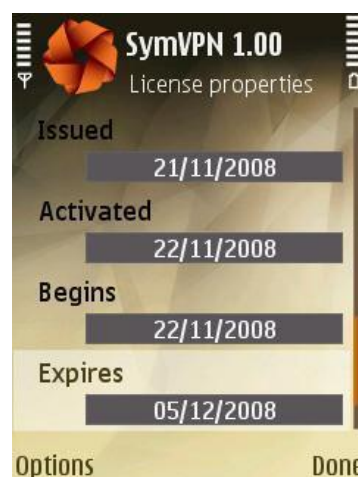 SymVPN 1.00
License properties
Issued
21/11/2008
Activated
22/11/2008
Begins
22/11/2008
Expires
05/12/2008
Options Done